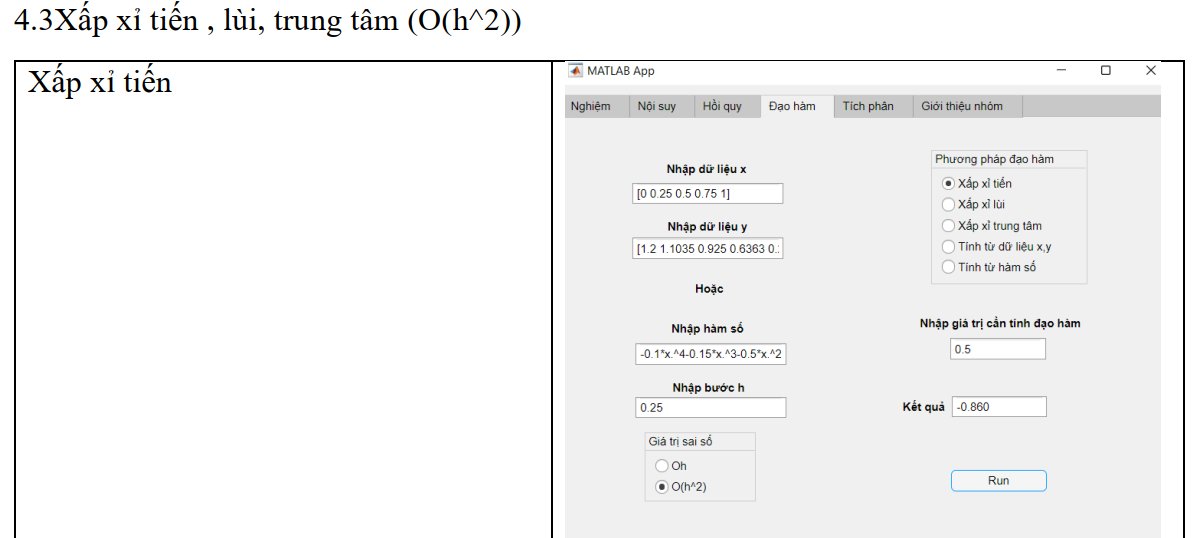 4.3Xấp xỉ tiến , lùi, trung tâm (O(h^2))
Xấp xỉ tiến
MATLAB App
Nghiệm Nội suy Hồi quy Đạo hàm Tích phân Giới thiệu nhóm
Nhập dữ liệu x
[0 0.25 0.5 0.75 1]
Nhập dữ liệu y
[1.2 1.1035 0.925 0.6363 0.
Hoặc
Nhập hàm số
-0.1*x.^4-0.15*x.^3-0.5*x.^2
Nhập bước h
0.25
Giá trị sai số
Oh
O(h^2)
Phương pháp đạo hàm
Xấp xỉ tiến
Xấp xỉ lùi
Xấp xỉ trung tâm
Tính từ dữ liệu x,y
Tính từ hàm số
Nhập giá trị cần tính đạo hàm
0.5
Kết quả -0.860
Run